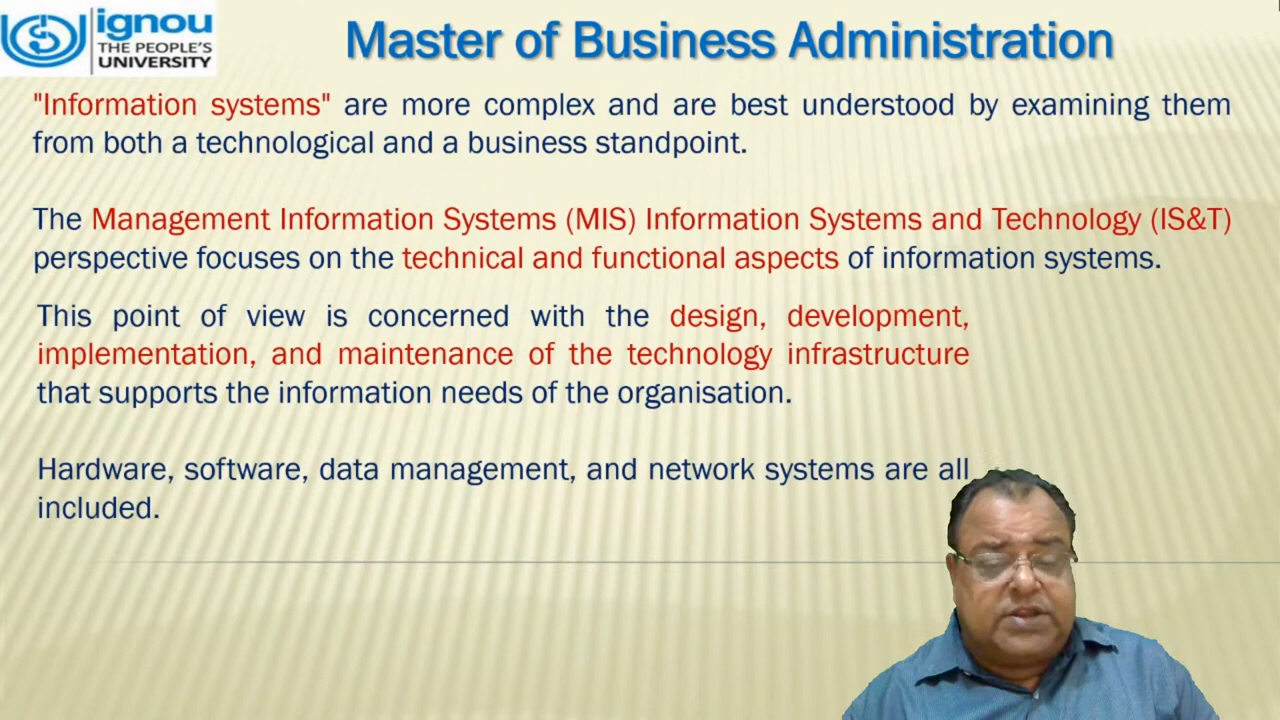 ignou
THE PEOPLE'S
UNIVERSITY
Master of Business Administration
"Information systems" are more complex and are best understood by examining them
from both a technological and a business standpoint.
The Management Information Systems (MIS) Information Systems and Technology (IS&T)
perspective focuses on the technical and functional aspects of information systems.
This point of view is concerned with the design, development,
implementation, and maintenance of the technology infrastructure
that supports the information needs of the organisation.
Hardware, software, data management, and network systems are all
included.